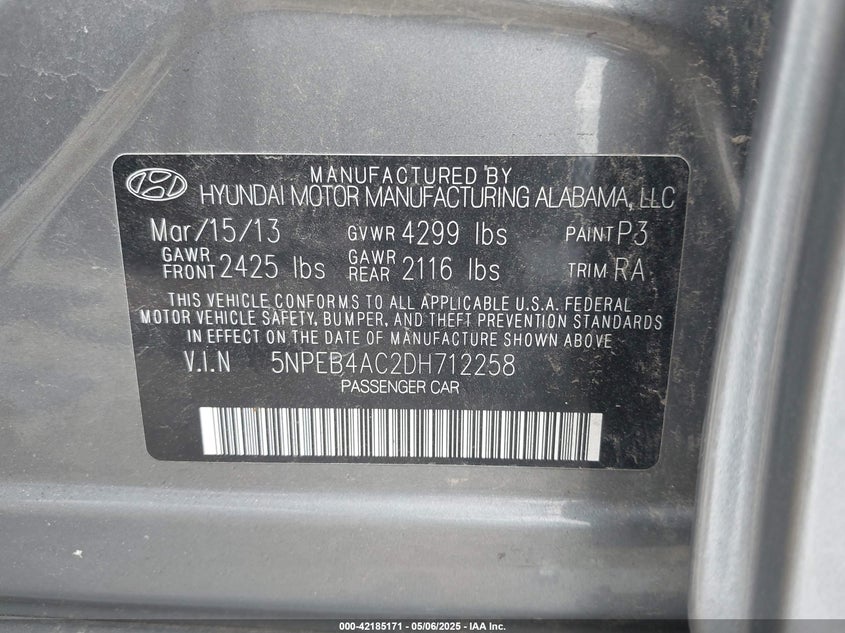 MANUFACTURED BY
HYUNDAI MOTOR MANUFACTURING ALABAMA, LLC
Mar/15/13 GVWR 4299 lbs PAINT P3
GAWR FRONT 2425 lbs GAWR REAR 2116 lbs TRIM RA
THIS VEHICLE CONFORMS TO ALL APPLICABLE U.S.A. FEDERAL
MOTOR VEHICLE SAFETY, BUMPER, AND THEFT PREVENTION STANDARDS
IN EFFECT ON THE DATE OF MANUFACTURE SHOWN ABOVE
V.I.N 5NPEB4AC2DH712258
PASSENGER CAR
000-42185171 | 05/06/2025 - IAA Inc.